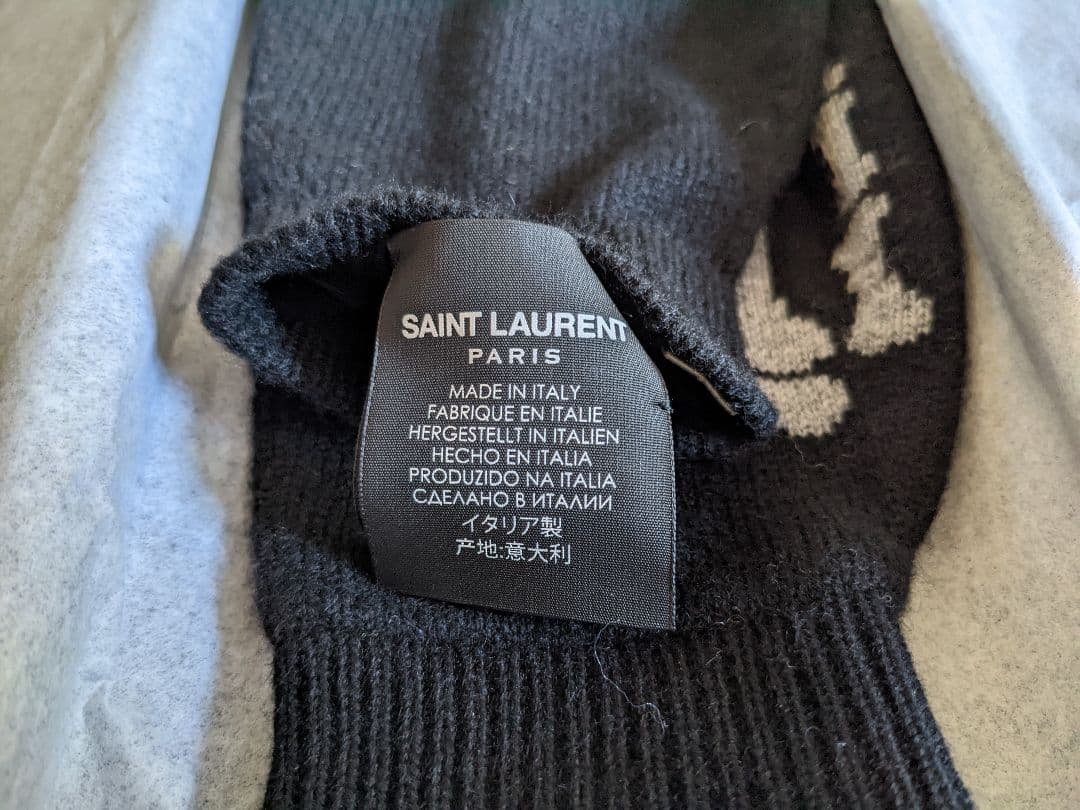 SAINT LAURENT
PARIS
MADE IN ITALY
FABRIQUE EN ITALIE
HERGESTELLT IN ITALIEN
HECHO EN ITALIA
PRODUZIDO NA ITALIA
СДЕЛАНО В ИТАЛИИ
イタリア製
产地:意大利